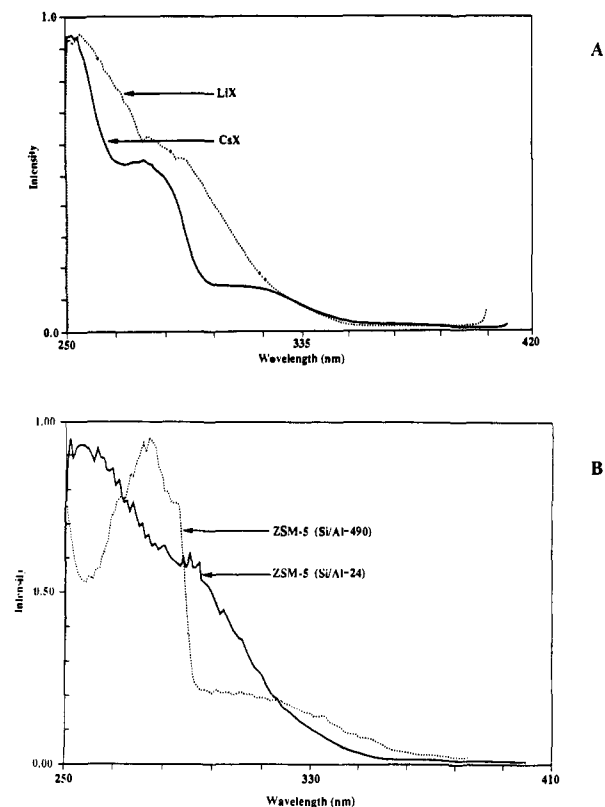 A
1.0
LiX
CsX
Intensity
0.0
250
335
420
Wavelength (nm)
B
1.00
ZSM-5 (Si/Al=490)
ZSM-5 (Si/Al=24)
0.50
Intensity
0.00
250
330
410
Wavelength (nm)